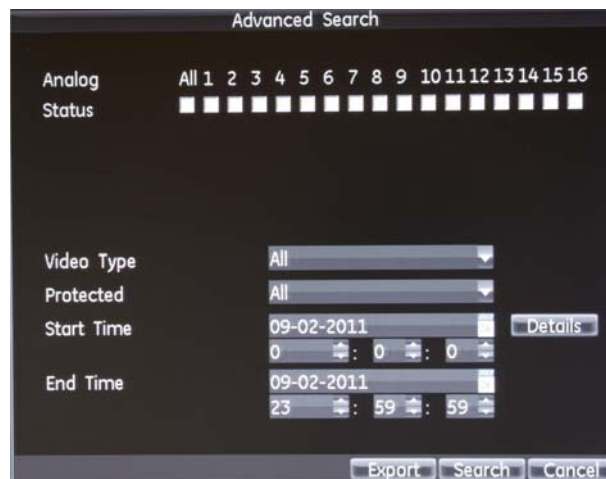 Advanced Search
Analog All 1 2 3 4 5 6 7 8 9 10 11 12 13 14 15 16
Status
Video Type All
Protected All
Start Time 09-02-2011 Details
0 : 0 : 0
End Time 09-02-2011
23 : 59 : 59
Export Search Cancel